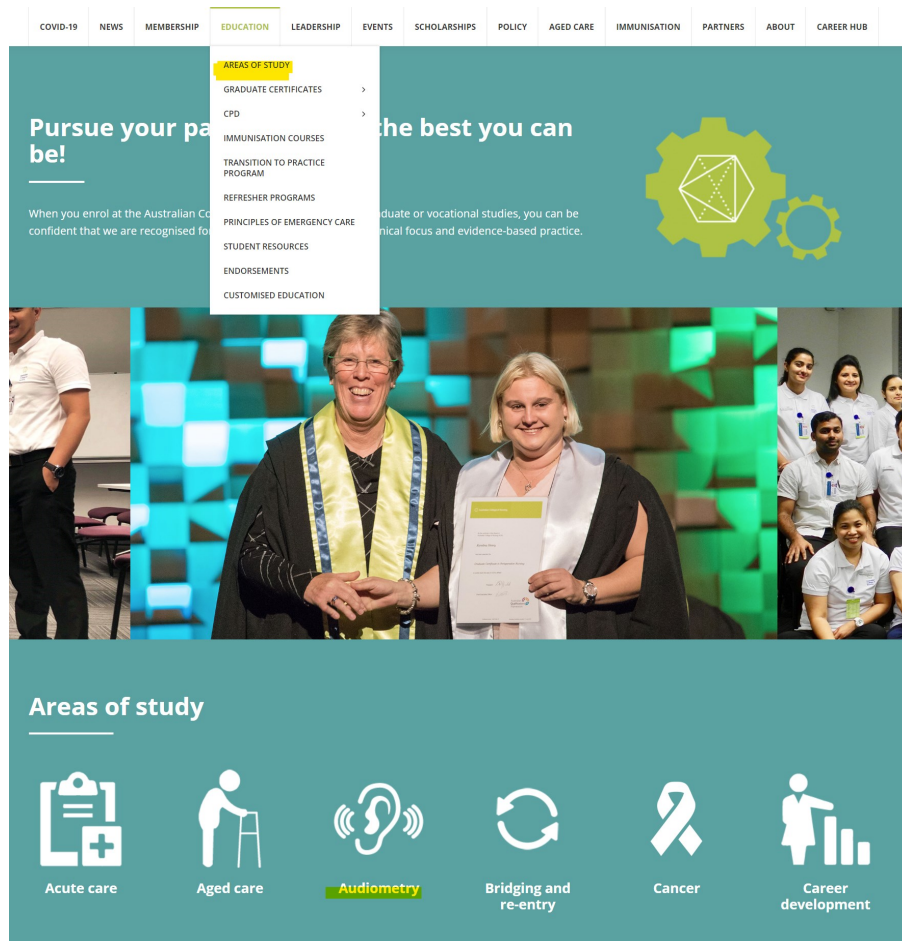 COVID-19 NEWS MEMBERSHIP EDUCATION LEADERSHIP EVENTS SCHOLARSHIPS POLICY AGED CARE IMMUNISATION PARTNERS ABOUT CAREER HUB
AREAS OF STUDY
GRADUATE CERTIFICATES
CPD
IMMUNISATION COURSES
TRANSITION TO PRACTICE
PROGRAM
REFRESHER PROGRAMS
PRINCIPLES OF EMERGENCY CARE
STUDENT RESOURCES
ENDORSEMENTS
CUSTOMISED EDUCATION
Pursue your pa the best you can
be!
When you enrol at the Australian Co duate or vocational studies, you can be
confident that we are recognised for nical focus and evidence-based practice.
Areas of study
Acute care Aged care Audiometry Bridging and Cancer Career
re-entry development